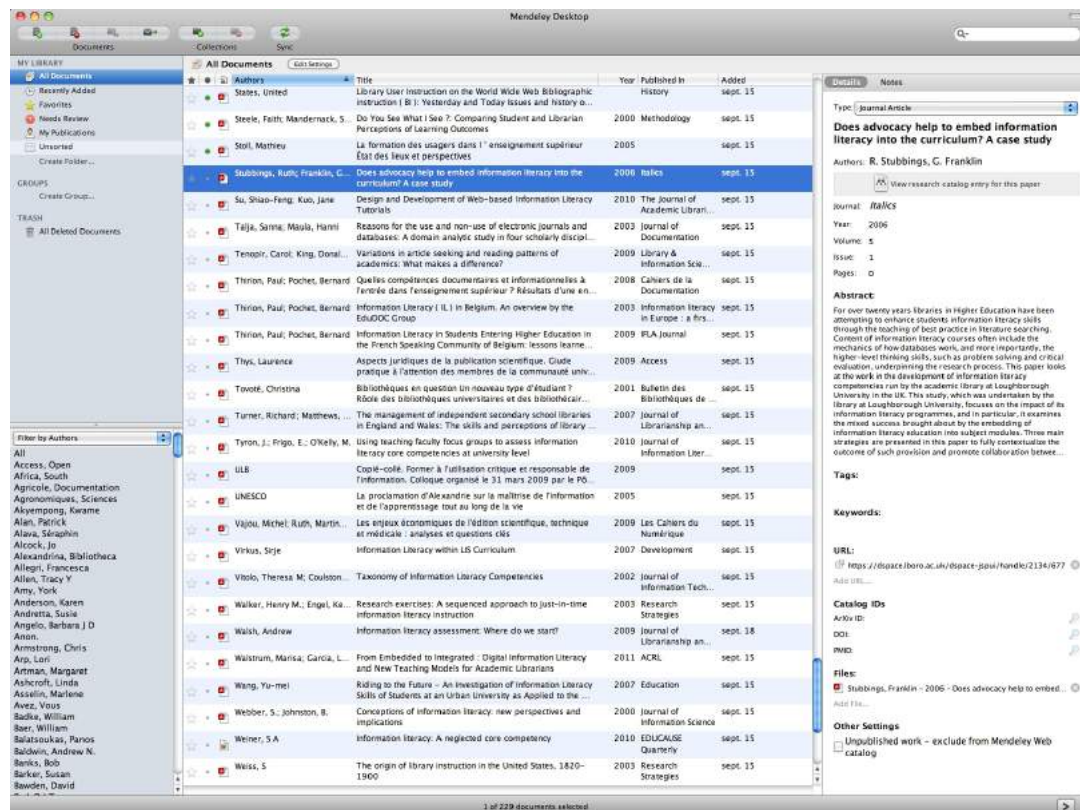 Mendeley Desktop
Documents
Collections
Sync
MY LIBRARY
All Documents
Recently Added
Favorites
Needs Review
My Publications
Unsorted
Create Folder...
GROUPS
Create Group...
TRASH
All Deleted Documents
Filter by Authors
All
Access, Open
Africa, South
Agricole, Documentation
Agronomiques, Sciences
Akyempong, Kwame
Alan, Patrick
Alava, Séraphin
Alcock, Jo
Alexandrina, Bibliotheca
Allegri, Francesca
Allen, Tracy Y
Amy, York
Anderson, Karen
Andretta, Susie
Angelo, Barbara J D
Anon.
Armstrong, Chris
Arp, Lori
Artman, Margaret
Ashcroft, Linda
Asselin, Marlene
Avez, Vous
Badke, William
Baer, William
Balatsoukas, Panos
Baldwin, Andrew N.
Banks, Bob
Barker, Susan
Bawden, David
All Documents Edit Settings
Authors Title Year Published In Added
States, United Library User Instruction on the World Wide Web Bibliographic History sept. 15
instruction ( BI ): Yesterday and Today Issues and history o...
Steele, Faith; Mandernack, S... Do You See What I See ?: Comparing Student and Librarian 2000 Methodology sept. 15
Perceptions of Learning Outcomes
Stoll, Mathieu La formation des usagers dans l ' enseignement supérieur 2005 sept. 15
État des lieux et perspectives
Stubbings, Ruth; Franklin, G... Does advocacy help to embed information literacy into the 2006 Italics sept. 15
curriculum? A case study
Su, Shiao-Feng; Kuo, Jane Design and Development of Web-based Information Literacy 2010 The Journal of sept. 15
Tutorials Academic Librari...
Talja, Sanna; Maula, Hanni Reasons for the use and non-use of electronic journals and 2003 Journal of sept. 15
databases: A domain analytic study in four scholarly discipl... Documentation
Tenopir, Carol; King, Donal... Variations in article seeking and reading patterns of 2009 Library & sept. 15
academics: What makes a difference? Information Scie...
Thirion, Paul; Pochet, Bernard Quelles compétences documentaires et informationnelles à 2008 Cahiers de la sept. 15
l'entrée dans l'enseignement supérieur ? Résultats d'une en... Documentation
Thirion, Paul; Pochet, Bernard Information Literacy ( IL ) in Belgium. An overview by the 2003 Information literacy sept. 15
EduDOC Group in Europe : a firs...
Thirion, Paul; Pochet, Bernard Information Literacy in Students Entering Higher Education in 2009 IFLA Journal sept. 15
the French Speaking Community of Belgium: lessons learne...
Thys, Laurence Aspects juridiques de la publication scientifique. Guide 2009 Access sept. 15
pratique à l'attention des membres de la communauté univ...
Tovoté, Christina Bibliothèques en question Un nouveau type d'étudiant ? 2001 Bulletin des sept. 15
Rôole des bibliothèques universitaires et des bibliothécair... Bibliothèques de ...
Turner, Richard; Matthews, ... The management of independent secondary school libraries 2007 Journal of sept. 15
in England and Wales: The skills and perceptions of library ... Librarianship an...
Tyron, J.; Frigo, E.; O'Kelly, M. Using teaching faculty focus groups to assess information 2010 Journal of sept. 15
literacy core competencies at university level Information Liter...
ULB Copié-collé. Former à l'utilisation critique et responsable de 2009 sept. 15
l'information. Colloque organisé le 31 mars 2009 par le Pô...
UNESCO La proclamation d'Alexandrie sur la maîtrise de l'information 2005 sept. 15
et de l'apprentissage tout au long de la vie
Vajou, Michel; Ruth, Martin... Les enjeux économiques de l'édition scientifique, technique 2009 Les Cahiers du sept. 15
et médicale : analyses et questions clés Numérique
Virkus, Sirje Information Literacy within LIS Curriculum 2007 Development sept. 15
Vitolo, Theresa M; Coulston... Taxonomy of Information Literacy Competencies 2002 Journal of sept. 15
Information Tech...
Walker, Henry M.; Engel, Ke... Research exercises: A sequenced approach to just-in-time 2003 Research sept. 15
information literacy instruction Strategies
Walsh, Andrew Information literacy assessment: Where do we start? 2009 Journal of sept. 18
Librarianship an...
Walstrum, Marisa; Garcia, L... From Embedded to Integrated : Digital Information Literacy 2011 ACRL sept. 15
and New Teaching Models for Academic Librarians
Wang, Yu-mei Riding to the Future – An Investigation of Information Literacy 2007 Education sept. 15
Skills of Students at an Urban University as Applied to the ...
Webber, S.; Johnston, B. Conceptions of information literacy: new perspectives and 2000 Journal of sept. 15
implications Information Science
Weiner, S A Information literacy: A neglected core competency 2010 EDUCAUSE sept. 15
Quarterly
Weiss, S The origin of library instruction in the United States, 1820– 2003 Research sept. 15
1900 Strategies
Details Notes
Type: Journal Article
Does advocacy help to embed information
literacy into the curriculum? A case study
Authors: R. Stubbings, G. Franklin
View research catalog entry for this paper
Journal: Italics
Year: 2006
Volume: 5
Issue: 1
Pages: 0
Abstract:
For over twenty years libraries in Higher Education have been
attempting to enhance students information literacy skills
through the teaching of best practice in literature searching.
Content of information literacy courses often include the
mechanics of how databases work, and more importantly, the
higher-level thinking skills, such as problem solving and critical
evaluation, underpinning the research process. This paper looks
at the work in the development of information literacy
competencies run by the academic library at Loughborough
University in the UK. This study, which was undertaken by the
library at Loughborough University, focuses on the impact of its
information literacy programmes, and in particular, it examines
the mixed success brought about by the embedding of
information literacy education into subject modules. Three main
strategies are presented in this paper to fully contextualize the
outcome of such provision and promote collaboration betwee...
Tags:
Keywords:
URL:
https://dspace.lboro.ac.uk/dspace-jspui/handle/2134/677
Add URL...
Catalog IDs
ArXiv ID:
DOI:
PMID:
Files:
Stubbings, Franklin - 2006 - Does advocacy help to embed...
Add File...
Other Settings
Unpublished work – exclude from Mendeley Web
catalog
1 of 229 documents selected